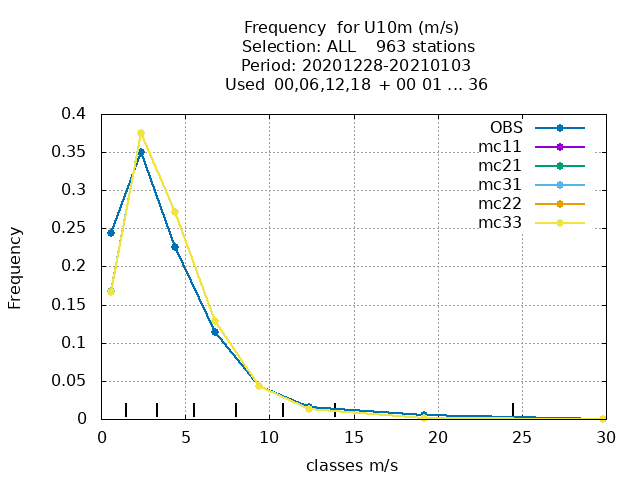 Frequency  for U10m (m/s)
Selection: ALL    963 stations
Period: 20201228-20210103
Used  00,06,12,18  + 00 01 ... 36
OBS
mc11
mc21
mc31
mc22
mc33
0.4
0.35
0.3
0.25
0.2
0.15
0.1
0.05
0
Frequency
0 5 10 15 20 25 30
classes m/s